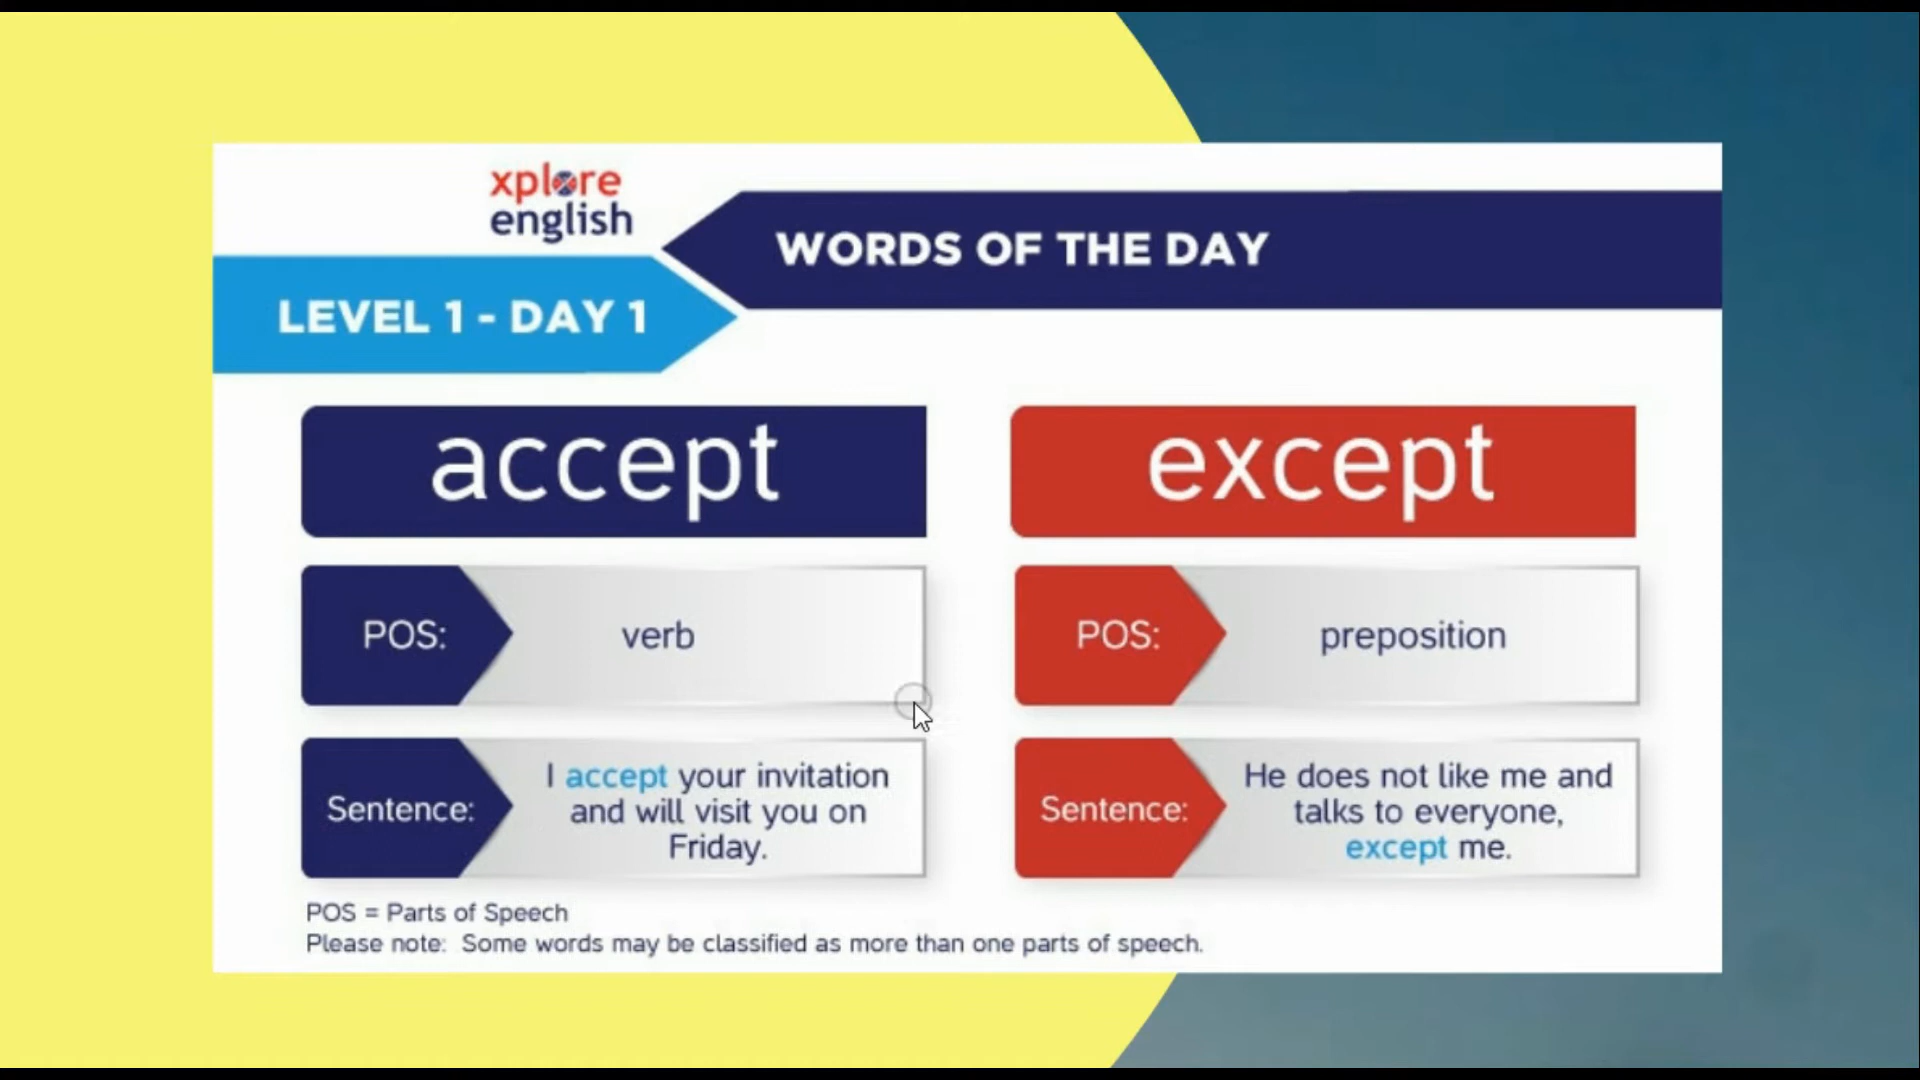 xplore
english
WORDS OF THE DAY
LEVEL 1 - DAY 1
accept
except
POS:
verb
POS:
preposition
Sentence:
I accept your invitation
and will visit you on
Friday.
Sentence:
He does not like me and
talks to everyone,
except me.
POS = Parts of Speech
Please note: Some words may be classified as more than one parts of speech.